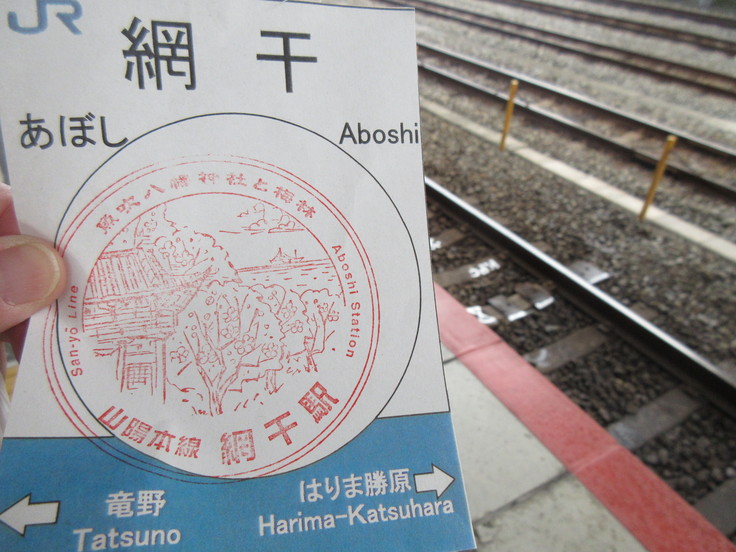 JR
網干
あぼし Aboshi
魚吹八幡神社と梅林
San-yō Line
Aboshi Station
山陽本線 網干駅
竜野
Tatsuno
はりま勝原
Harima-Katsuhara